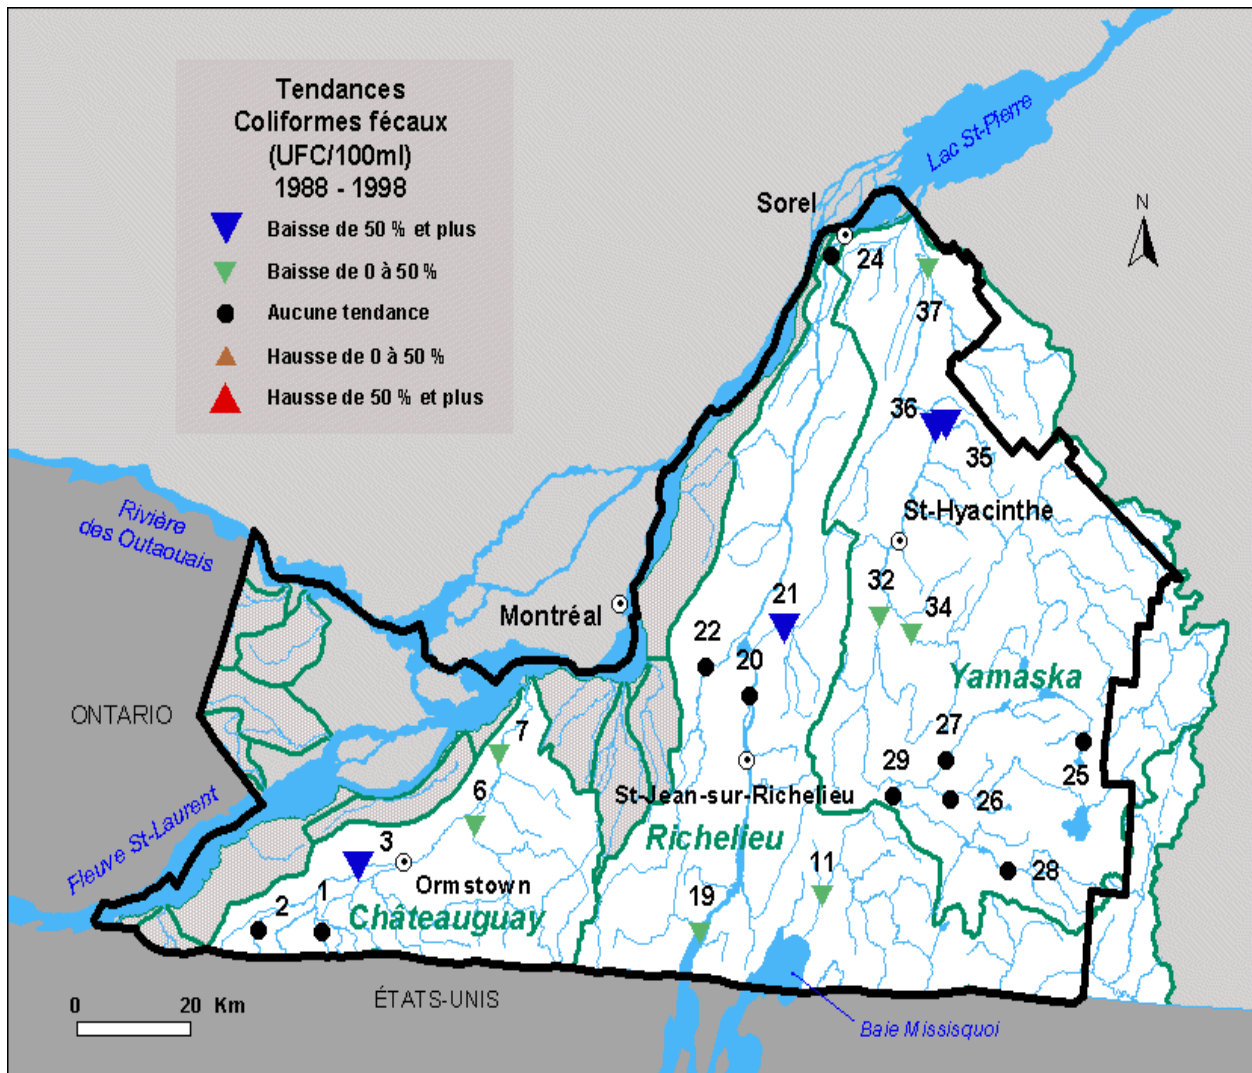 Tendances
Coliformes fécaux
(UFC/100ml)
1988 - 1998
Baisse de 50 % et plus
Baisse de 0 à 50 %
Aucune tendance
Hausse de 0 à 50 %
Hausse de 50 % et plus
Lac St-Pierre
N
Sorel
24
37
36
35
St-Hyacinthe
Rivière
des Outaouais
Montréal
21
32
34
22
20
Yamaska
ONTARIO
7
27
25
29
26
St-Jean-sur-Richelieu
Richelieu
6
Fleuve St-Laurent
3
11
28
Ormstown
Châteauguay
2
1
19
0
20 Km
ÉTATS-UNIS
Baie Missisquoi